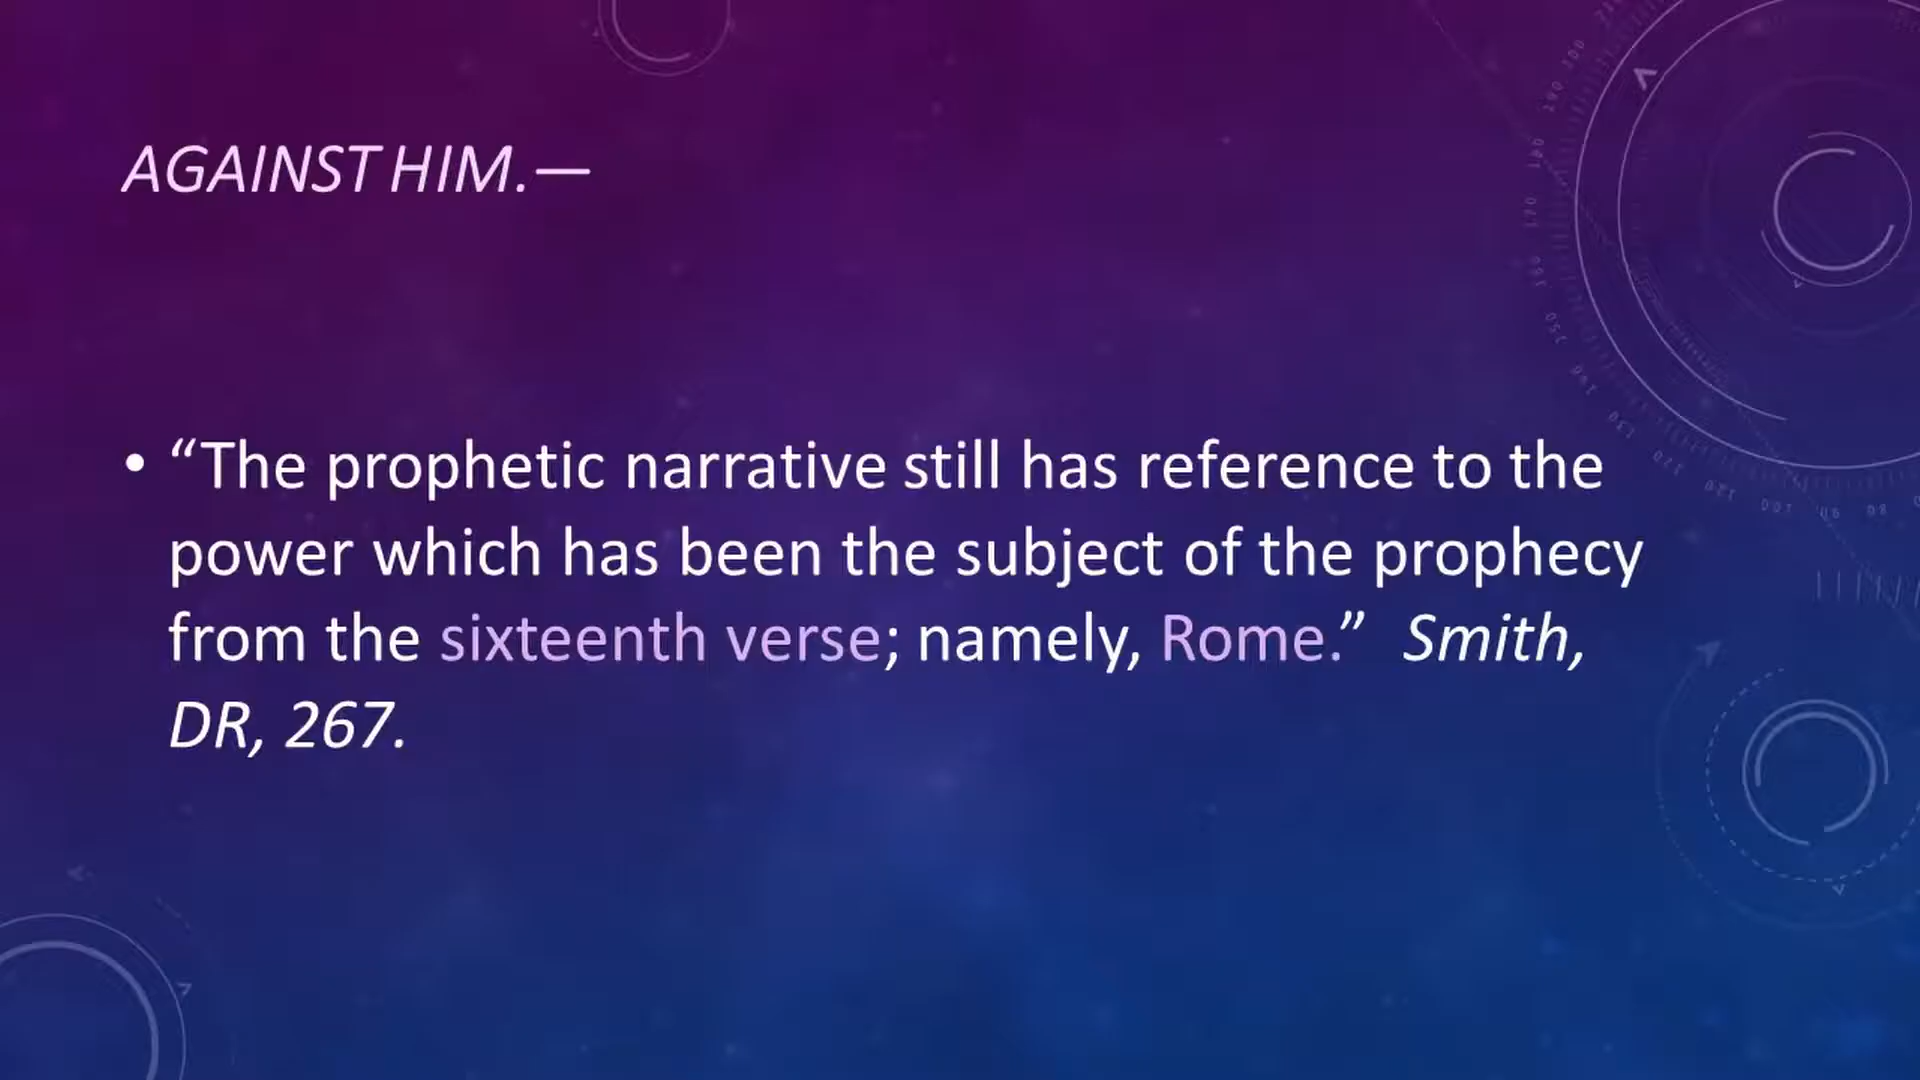 AGAINST HIM.—
• “The prophetic narrative still has reference to the
power which has been the subject of the prophecy
from the sixteenth verse; namely, Rome.” Smith,
DR, 267.